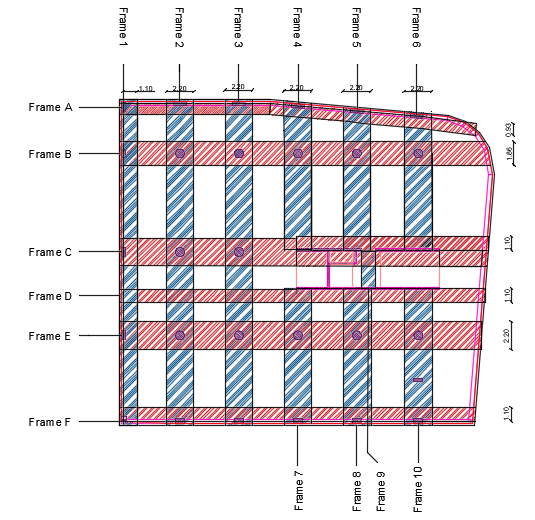 Frame 1
Frame 2
Frame 3
Frame 4
Frame 5
Frame 6
1.10
2.20
2.20
2.20
2.20
2.20
Frame A
0.93
Frame B
1.86
Frame C
1.10
Frame D
1.10
Frame E
2.20
Frame F
1.10
Frame 7
Frame 8
Frame 9
Frame 10